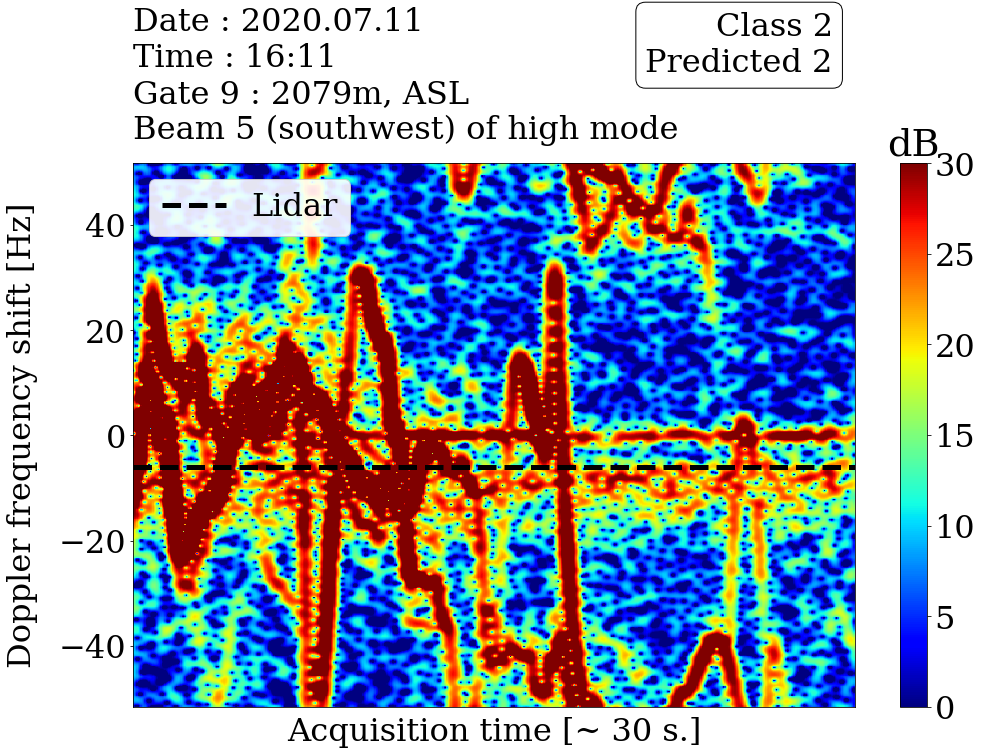 Date : 2020.07.11
Time : 16:11
Gate 9 : 2079m, ASL
Beam 5 (southwest) of high mode
Class 2
Predicted 2
dB
Lidar
Doppler frequency shift [Hz]
40
20
0
−20
−40
30
25
20
15
10
5
0
Acquisition time [~ 30 s.]